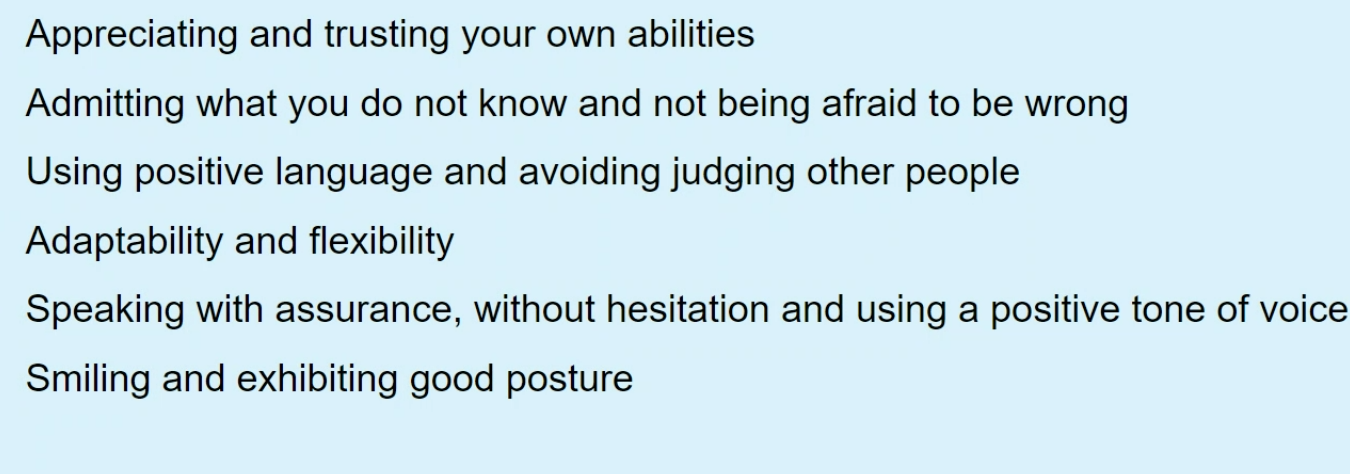 Appreciating and trusting your own abilities
Admitting what you do not know and not being afraid to be wrong
Using positive language and avoiding judging other people
Adaptability and flexibility
Speaking with assurance, without hesitation and using a positive tone of voice
Smiling and exhibiting good posture